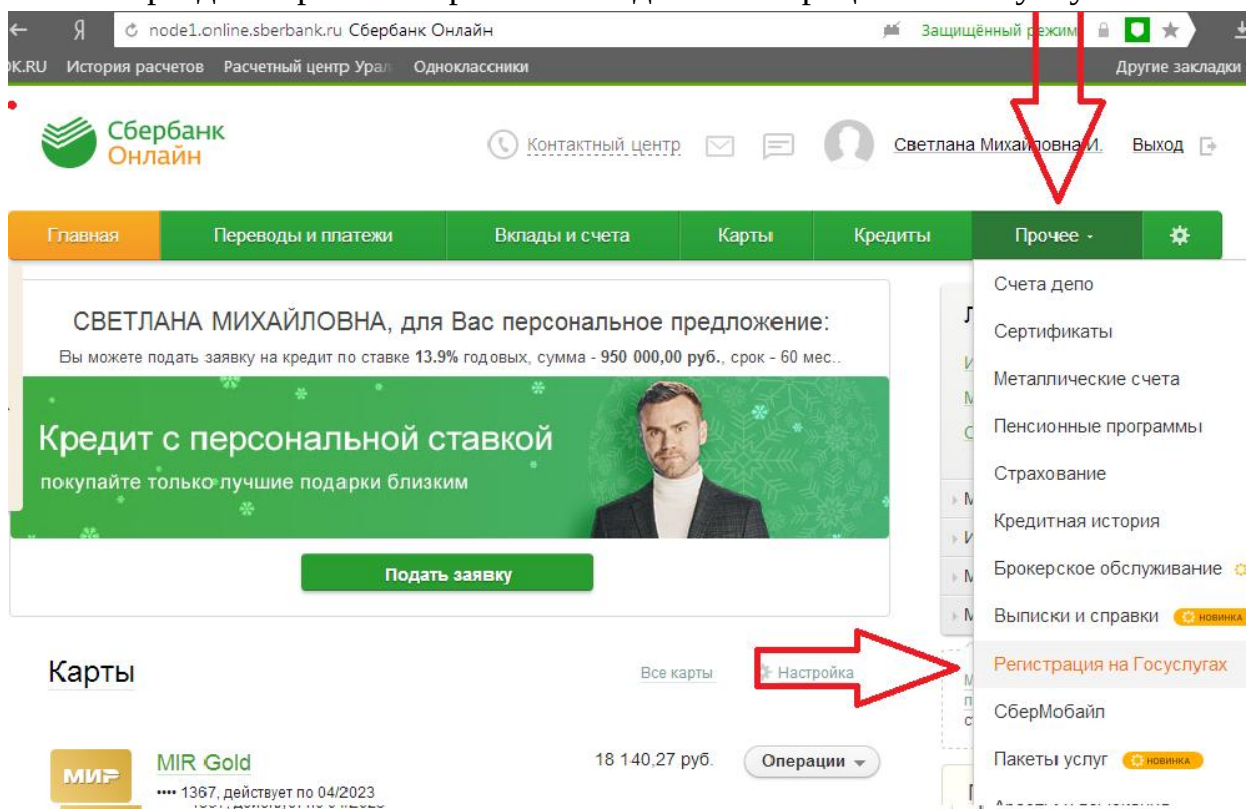 node1.online.sberbank.ru Сбербанк Онлайн
Защищённый режим
OK.RU История расчетов Расчетный центр Урал Одноклассники Другие закладки
Сбербанк
Онлайн
Контактный центр
Светлана Михайловна И.
Выход
Главная
Переводы и платежи
Вклады и счета
Карты
Кредиты
Прочее
СВЕТЛАНА МИХАЙЛОВНА, для Вас персональное предложение:
Вы можете подать заявку на кредит по ставке 13.9% годовых, сумма - 950 000,00 руб., срок - 60 мес..
Кредит с персональной ставкой
покупайте только лучшие подарки близким
Подать заявку
Счета депо
Сертификаты
Металлические счета
Пенсионные программы
Страхование
Кредитная история
Брокерское обслуживание
Выписки и справки НОВИНКА
Регистрация на Госуслугах
СберМобайл
Пакеты услуг НОВИНКА
Карты
Все карты
Настройка
МИР
MIR Gold
•••• 1367, действует по 04/2023
18 140,27 руб.
Операции